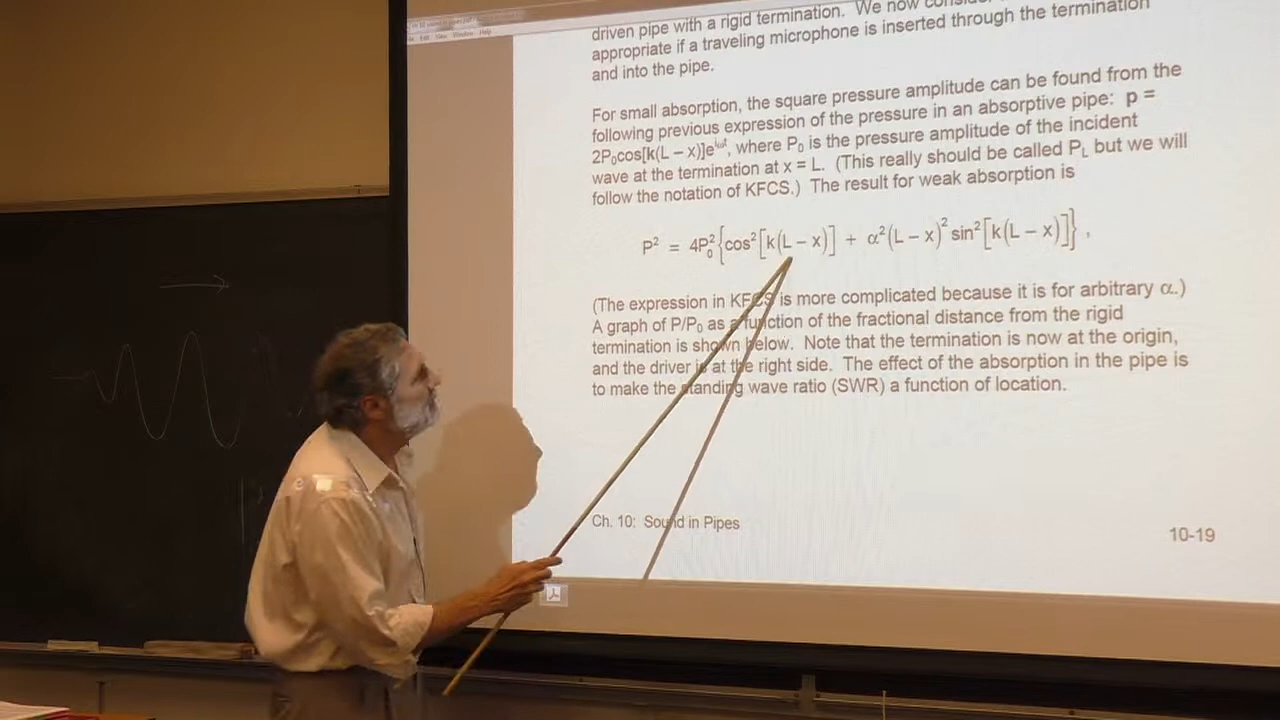 Edit View Window Help
driven pipe with a rigid termination. We now consider
appropriate if a traveling microphone is inserted through the termination
and into the pipe.
For small absorption, the square pressure amplitude can be found from the
following previous expression of the pressure in an absorptive pipe: p =
2P₀cos[k(L – x)]e^{iωt}, where P₀ is the pressure amplitude of the incident
wave at the termination at x = L. (This really should be called P_L but we will
follow the notation of KFCS.) The result for weak absorption is
P² = 4P₀²{cos²[k(L – x)] + α²(L – x)² sin²[k(L – x)]} ,
(The expression in KFCS is more complicated because it is for arbitrary α.)
A graph of P/P₀ as a function of the fractional distance from the rigid
termination is shown below. Note that the termination is now at the origin,
and the driver is at the right side. The effect of the absorption in the pipe is
to make the standing wave ratio (SWR) a function of location.
Ch. 10: Sound in Pipes
10-19